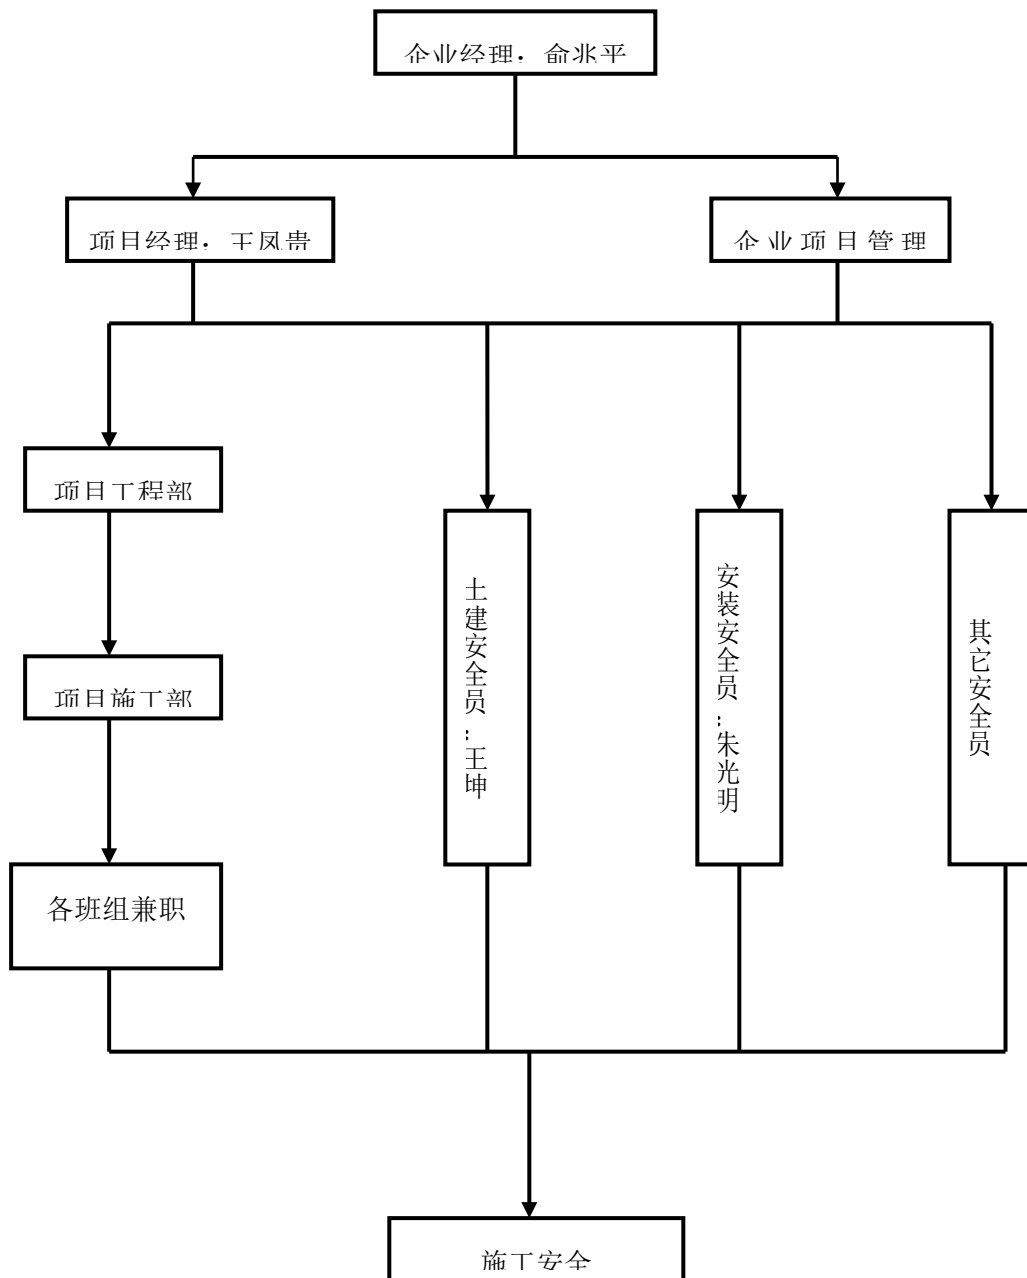 企业经理：俞兆平
项目经理：王凤贵
企业项目管理
项目工程部
项目施工部
土建安全员：王坤
安装安全员：朱光明
其它安全员
各班组兼职
施工安全